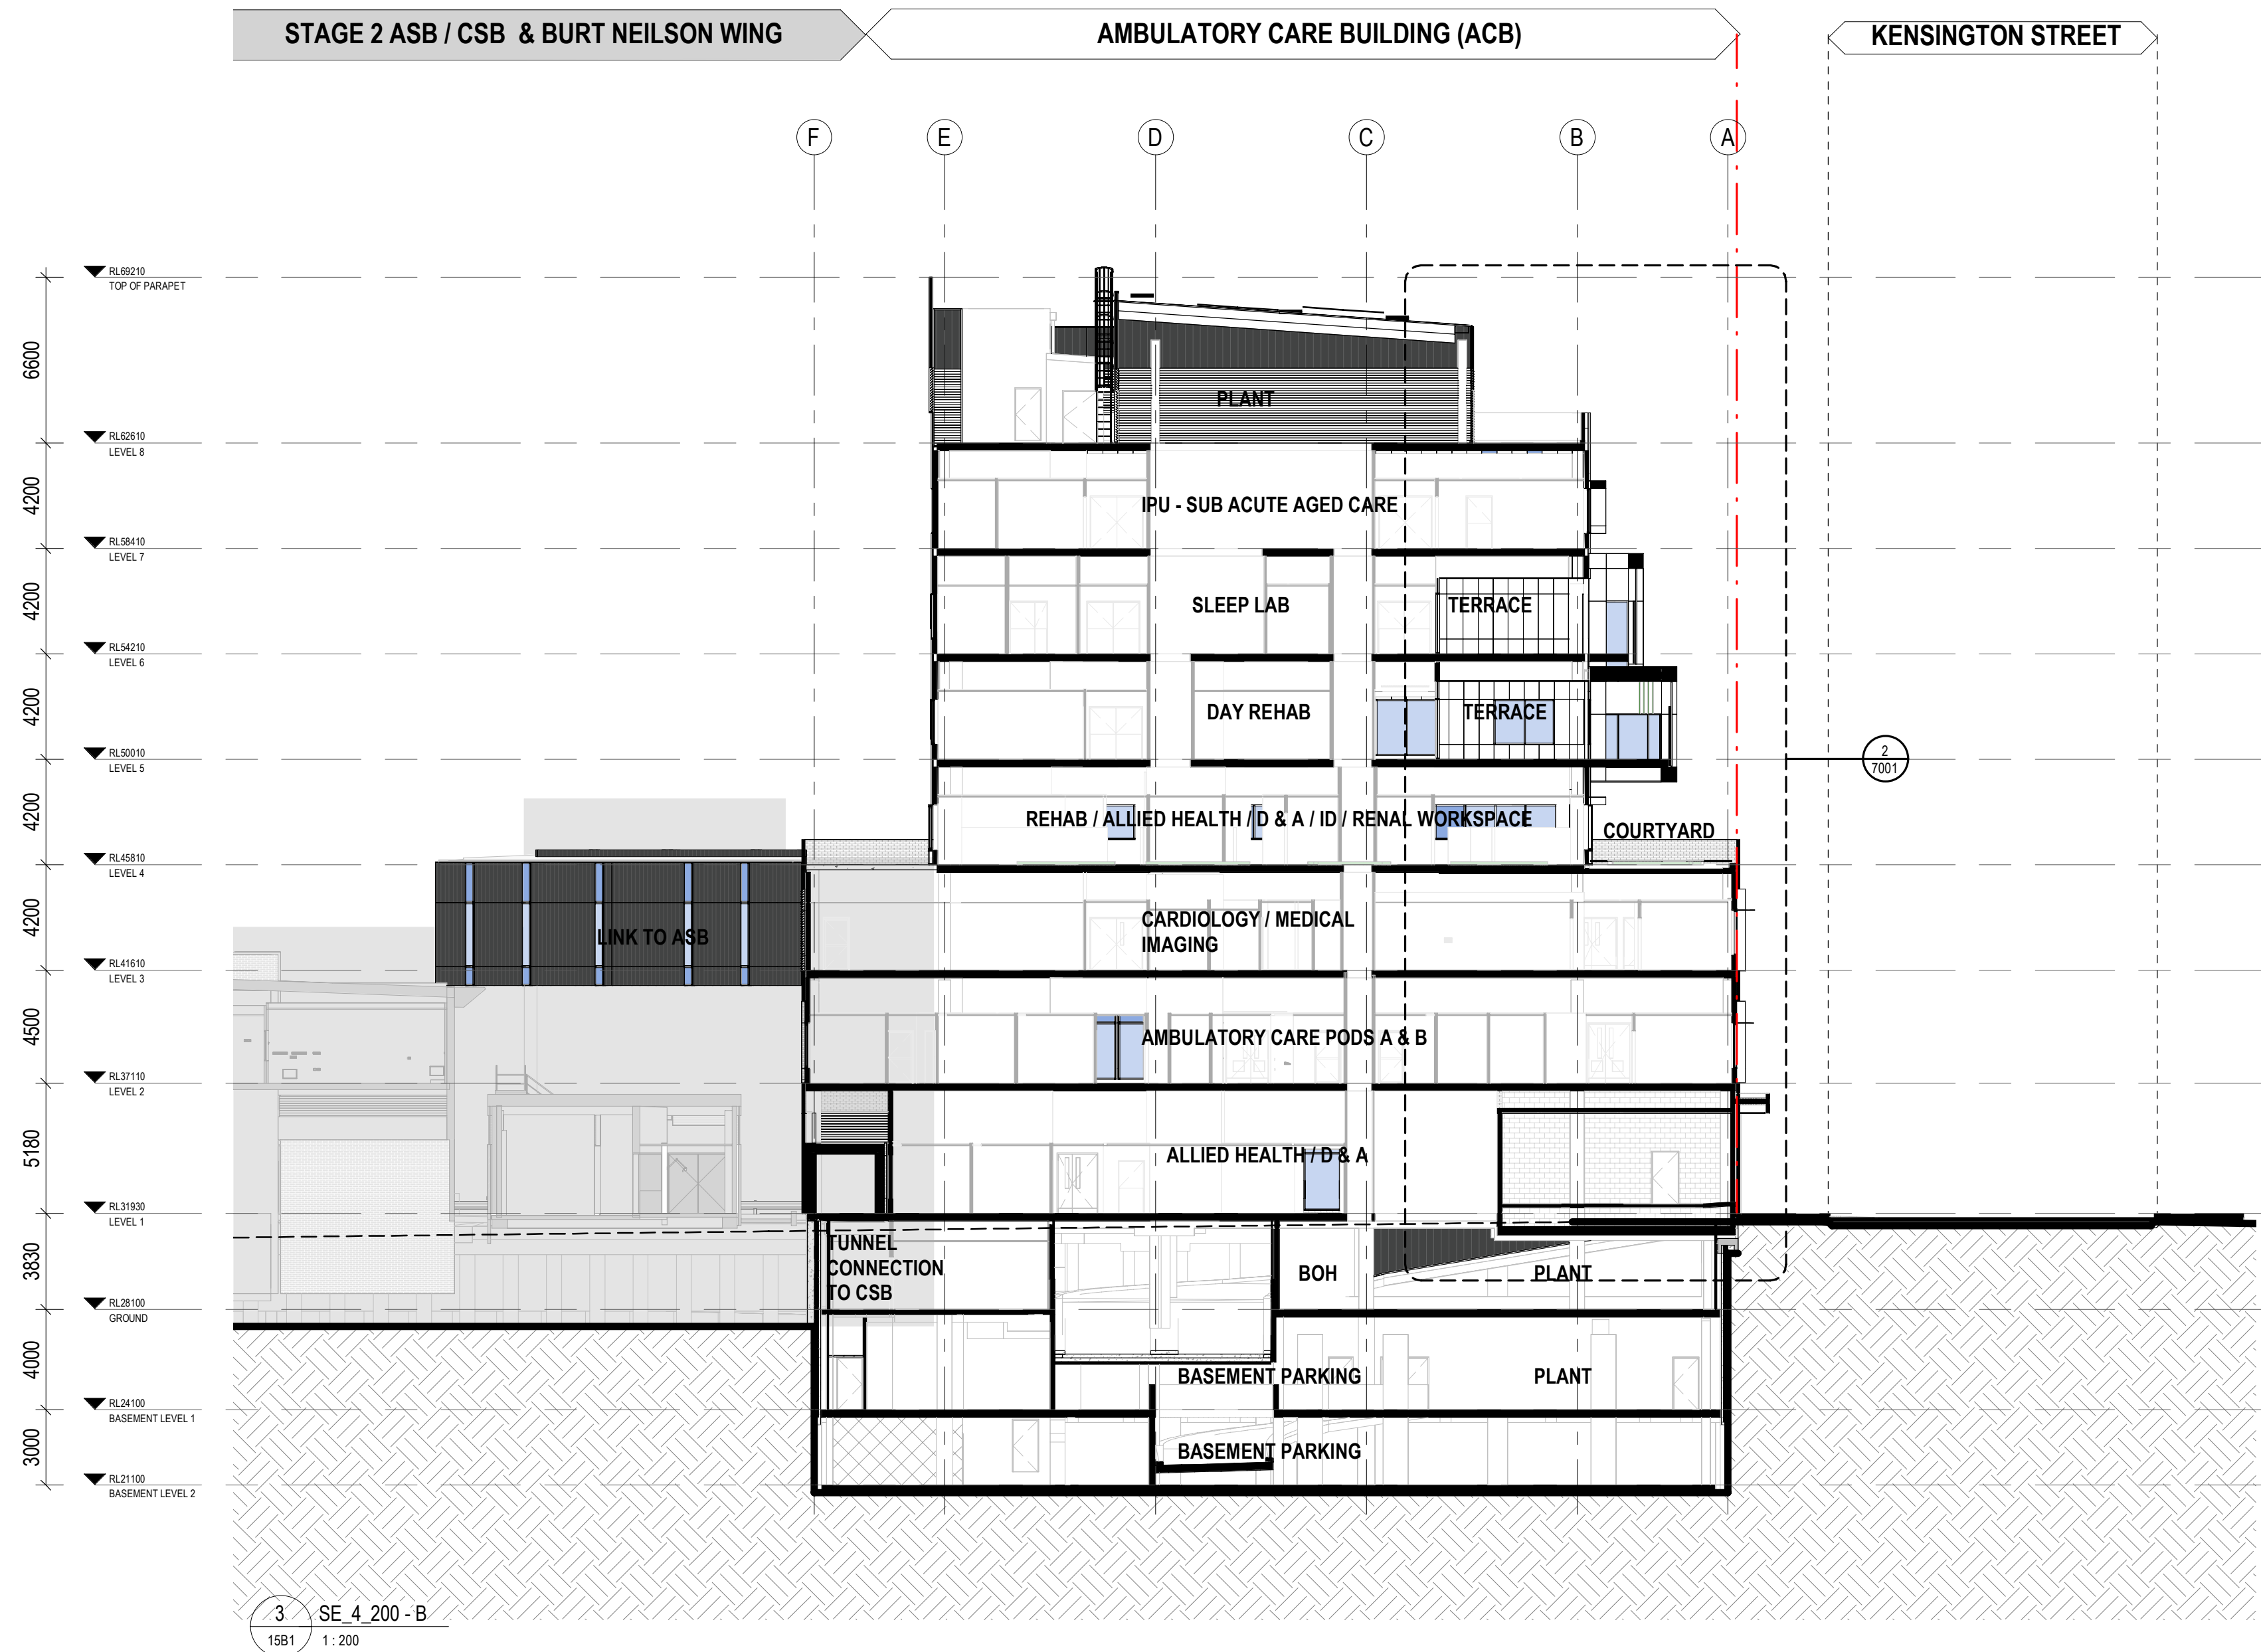 STAGE 2 ASB / CSB & BURT NEILSON WING
AMBULATORY CARE BUILDING (ACB)
KENSINGTON STREET
F
E
D
C
B
A
RL69210
TOP OF PARAPET
6600
PLANT
RL62610
LEVEL 8
4200
IPU - SUB ACUTE AGED CARE
RL58410
LEVEL 7
4200
SLEEP LAB
TERRACE
RL54210
LEVEL 6
4200
DAY REHAB
TERRACE
RL50010
LEVEL 5
2
7001
4200
REHAB / ALLIED HEALTH / D & A / ID / RENAL WORKSPACE
COURTYARD
RL45810
LEVEL 4
4200
LINK TO ASB
CARDIOLOGY / MEDICAL
IMAGING
RL41610
LEVEL 3
4500
AMBULATORY CARE PODS A & B
RL37110
LEVEL 2
5180
ALLIED HEALTH / D & A
RL31930
LEVEL 1
3830
TUNNEL
CONNECTION
TO CSB
BOH
PLANT
RL28100
GROUND
4000
BASEMENT PARKING
PLANT
RL24100
BASEMENT LEVEL 1
3000
BASEMENT PARKING
RL21100
BASEMENT LEVEL 2
3
15B1
SE_4_200 - B
1 : 200